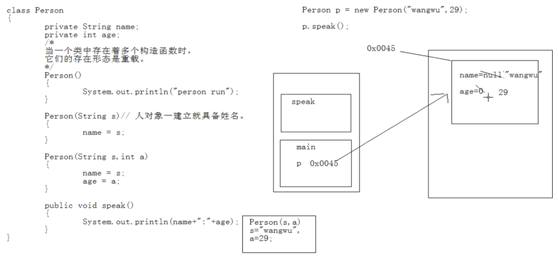 class Person
{
private String name;
private int age;
/*
当一个类中存在着多个构造函数时，
它们的存在形态是重载。
*/
Person()
{
System.out.println("person run");
}
Person(String s)// 人对象一建立就具备姓名。
{
name = s;
}
Person(String s,int a)
{
name = s;
age = a;
}
public void speak()
{
System.out.println(name+":"+age);
}
}
Person(s,a)
s="wangwu",
a=29;
Person p = new Person("wangwu",29);
p.speak();
0x0045
speak
main
p 0x0045
name=null"wangwu"
age=0 29